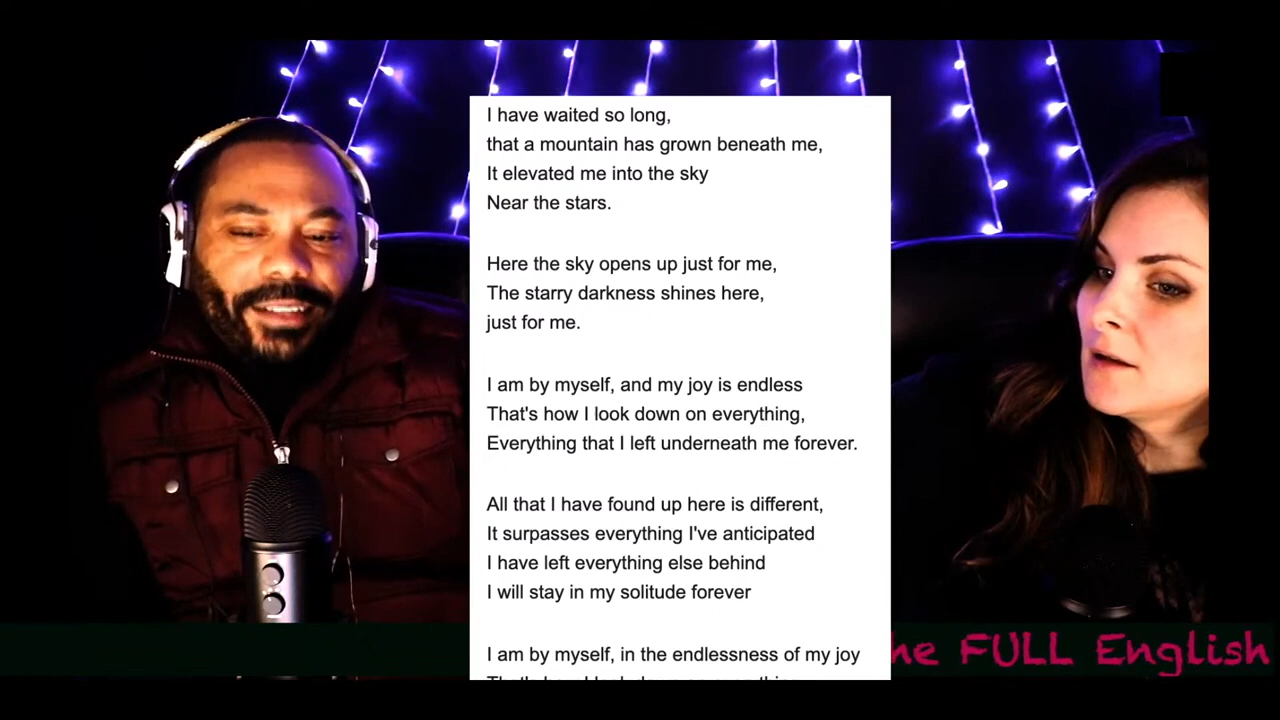 I have waited so long,
that a mountain has grown beneath me,
It elevated me into the sky
Near the stars.
Here the sky opens up just for me,
The starry darkness shines here,
just for me.
I am by myself, and my joy is endless
That's how I look down on everything,
Everything that I left underneath me forever.
All that I have found up here is different,
It surpasses everything I've anticipated
I have left everything else behind
I will stay in my solitude forever
I am by myself, in the endlessness of my joy
he FULL English